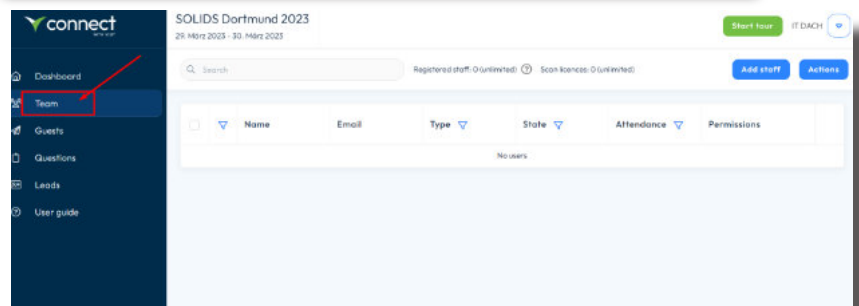 connect
SOLIDS Dortmund 2023
29. März 2023 - 30. März 2023
Start tour
IT DACH
Dashboard
Team
Guests
Questions
Leads
User guide
Search
Registered staff: 0 (unlimited)
Scan licences: 0 (unlimited)
Add staff
Actions
Name Email Type State Attendance Permissions
No users